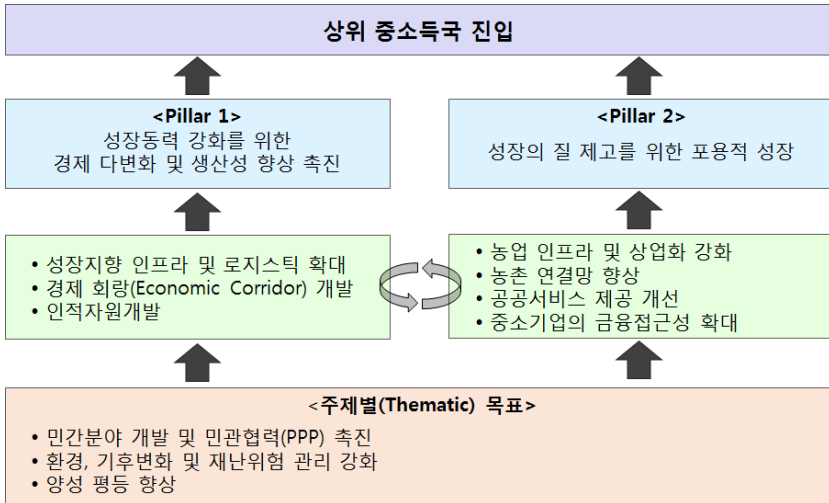 상위 중소득국 진입
<Pillar 1>
성장동력 강화를 위한
경제 다변화 및 생산성 향상 촉진
<Pillar 2>
성장의 질 제고를 위한 포용적 성장
• 성장지향 인프라 및 로지스틱 확대
• 경제 회랑(Economic Corridor) 개발
• 인적자원개발
• 농업 인프라 및 상업화 강화
• 농촌 연결망 향상
• 공공서비스 제공 개선
• 중소기업의 금융접근성 확대
<주제별(Thematic) 목표>
• 민간분야 개발 및 민관협력(PPP) 촉진
• 환경, 기후변화 및 재난위험 관리 강화
• 양성 평등 향상